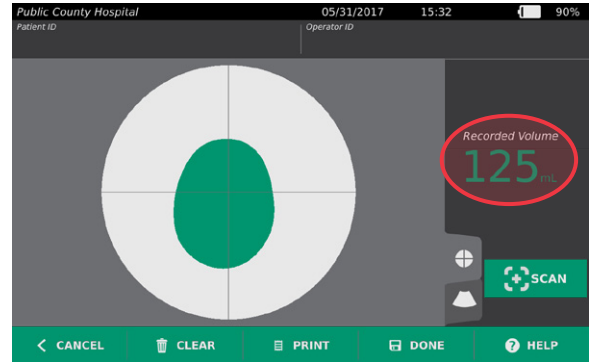 Public County Hospital 05/31/2017 15:32 90%
Patient ID Operator ID
Recorded Volume
125 mL
SCAN
CANCEL CLEAR PRINT DONE HELP